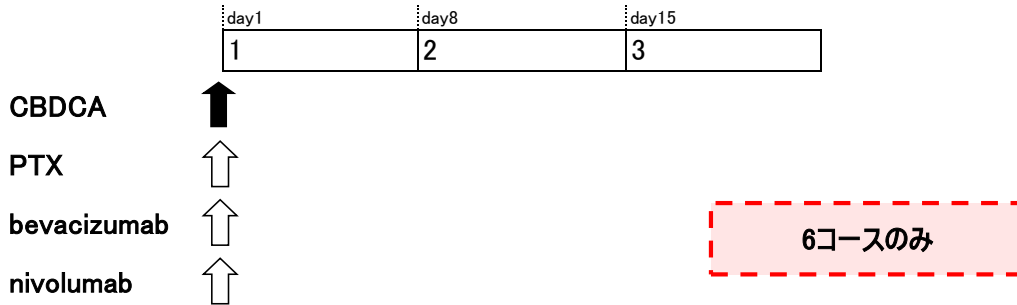 day1 day8 day15
1 2 3
CBDCA
PTX
bevacizumab
6コースのみ
nivolumab